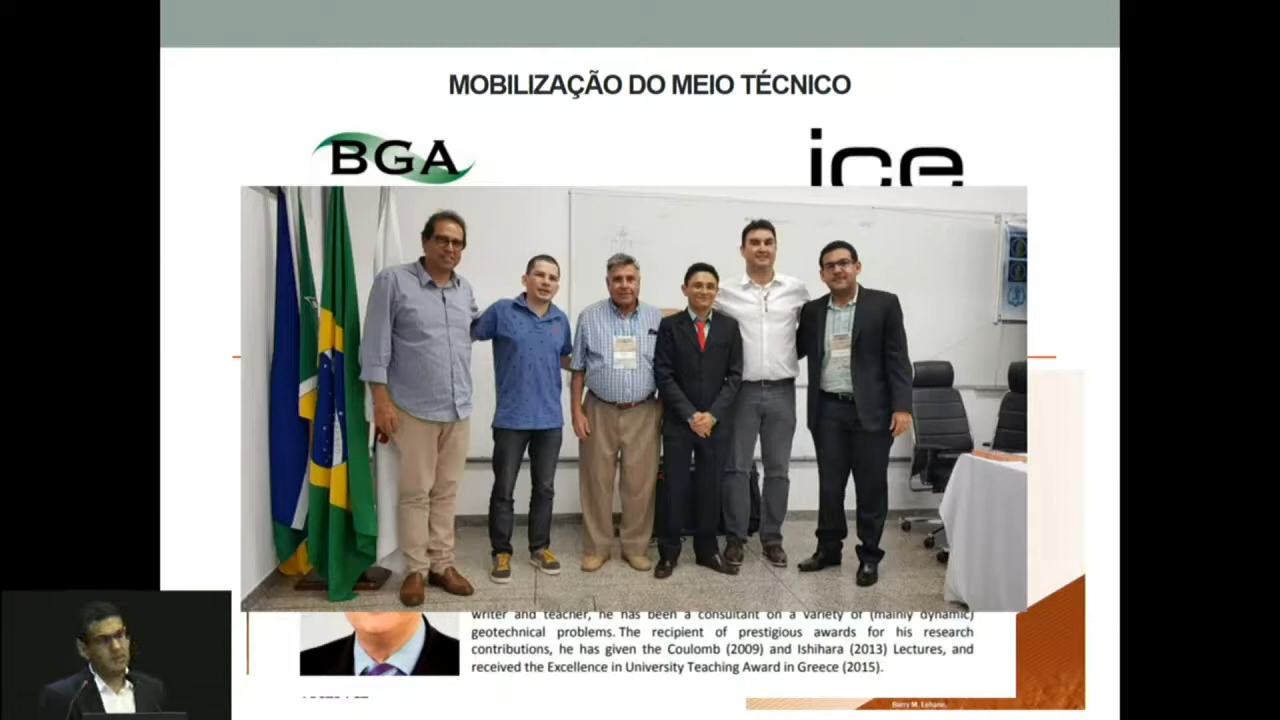 MOBILIZAÇÃO DO MEIO TÉCNICO
BGA
ice
writer and teacher, he has been a consultant on a variety of (mainly dynamic)
geotechnical problems. The recipient of prestigious awards for his research
contributions, he has given the Coulomb (2009) and Ishihara (2013) Lectures, and
received the Excellence in University Teaching Award in Greece (2015).
Barry M. Lehane